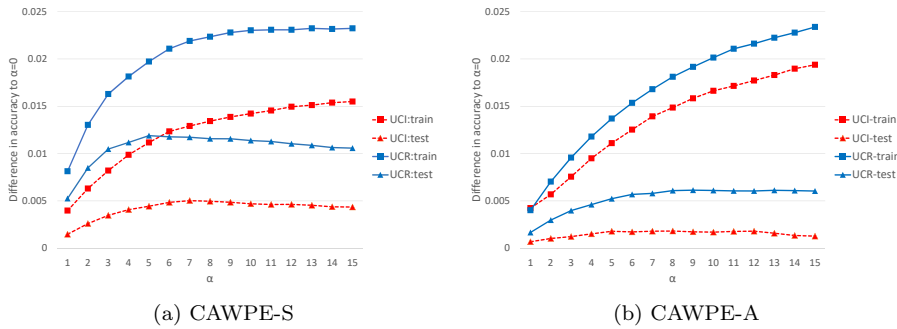 Difference in accuracy to α=0
0.025
0.02
0.015
0.01
0.005
0
1 2 3 4 5 6 7 8 9 10 11 12 13 14 15
α
UCI:train
UCI:test
UCR:train
UCR:test
(a) CAWPE-S
Difference in accuracy to α=0
0.025
0.02
0.015
0.01
0.005
0
1 2 3 4 5 6 7 8 9 10 11 12 13 14 15
α
UCI-train
UCI-test
UCR-train
UCR-test
(b) CAWPE-A